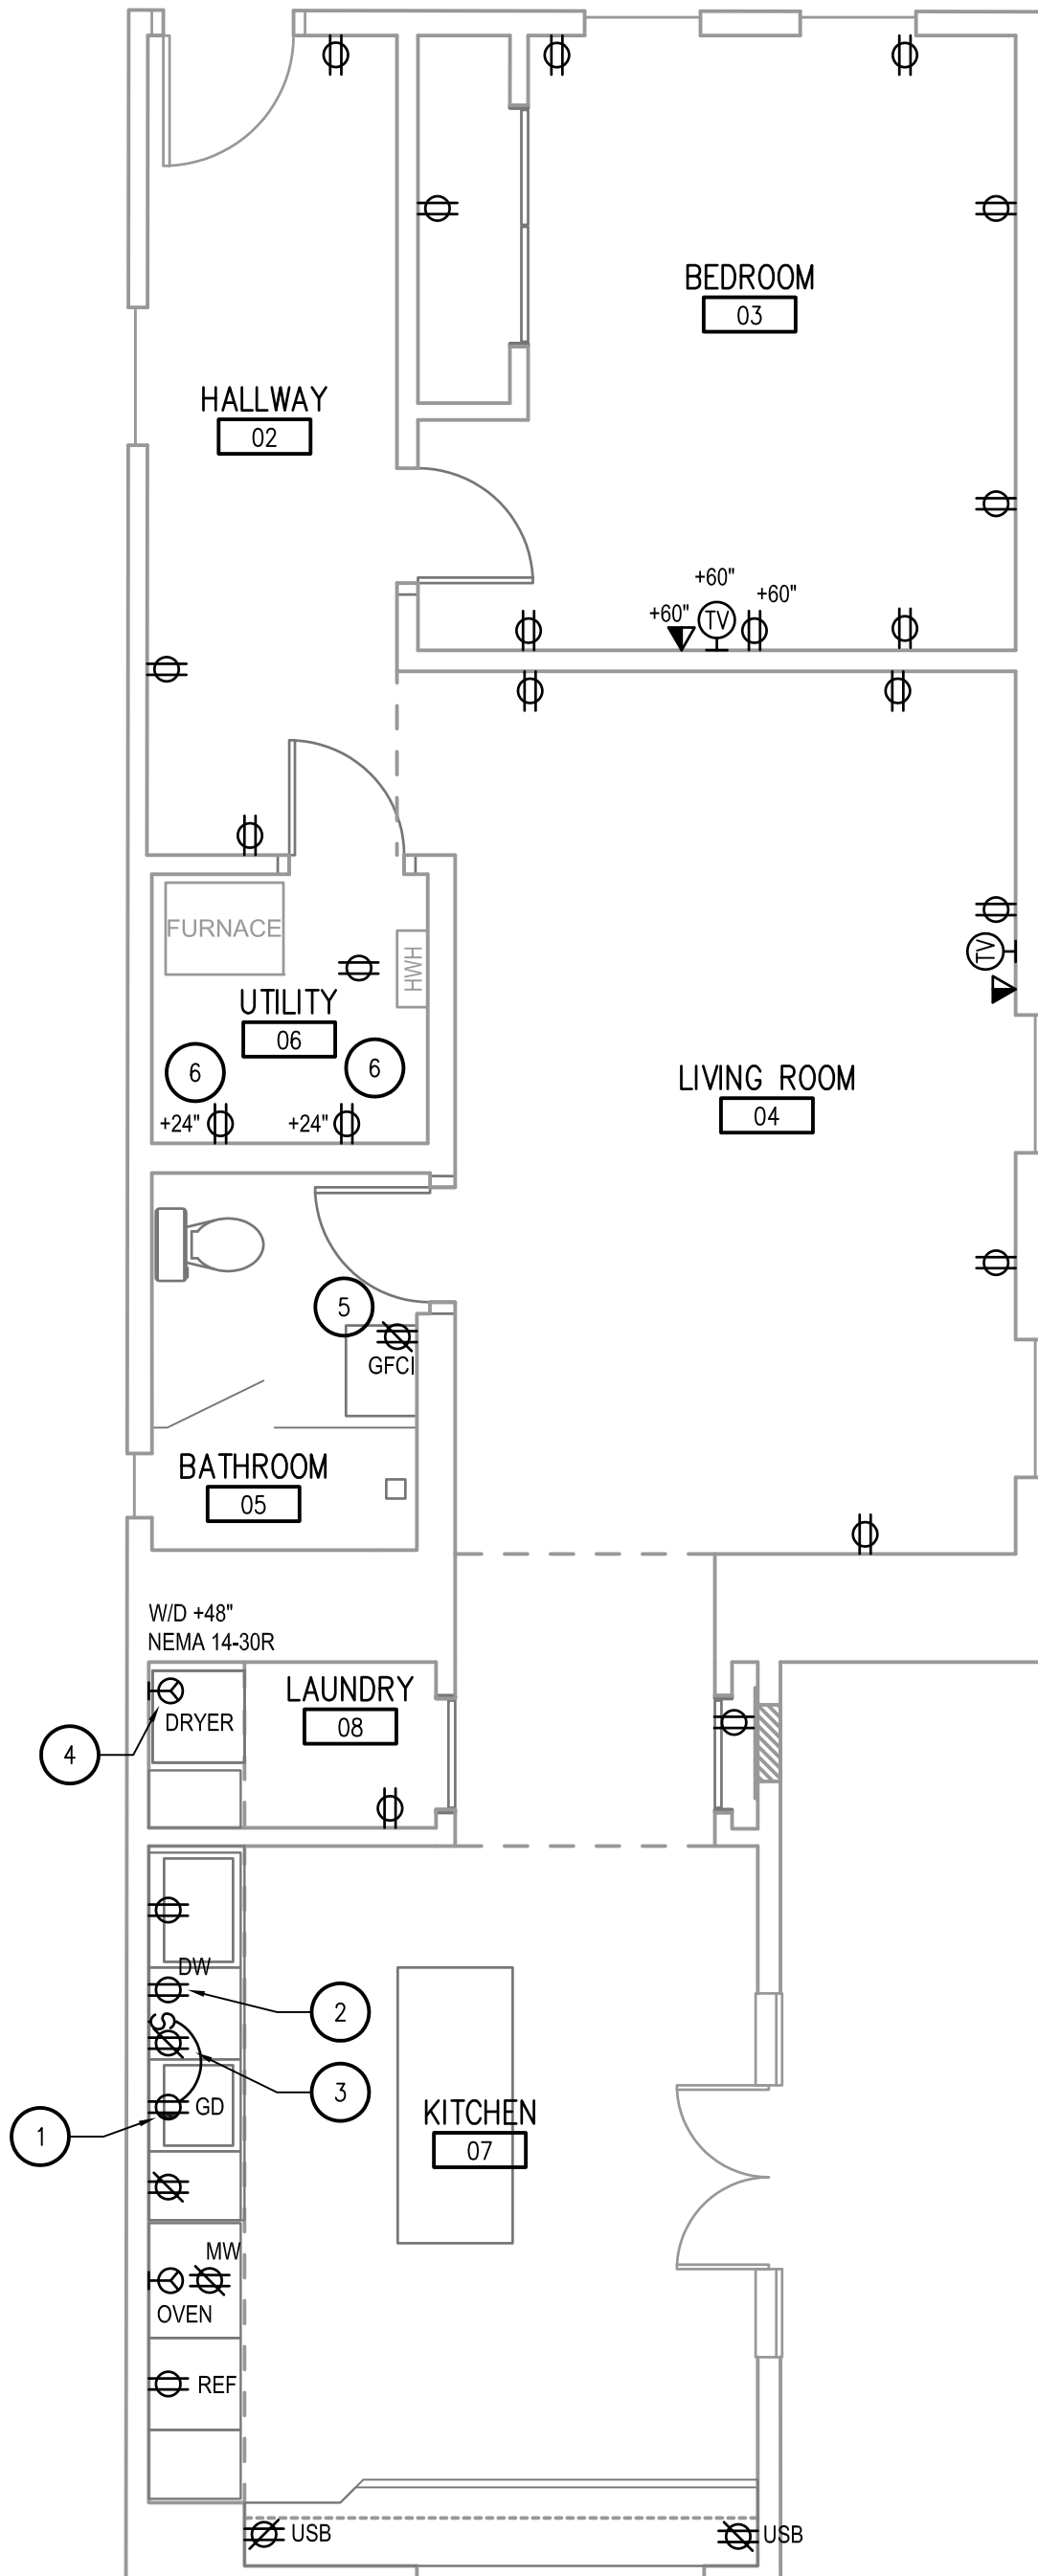 BEDROOM
03
HALLWAY
02
+60"
+60"
+60"
TV
FURNACE
HWH
TV
UTILITY
06
6
6
+24"
+24"
LIVING ROOM
04
5
GFCI
BATHROOM
05
W/D +48"
NEMA 14-30R
LAUNDRY
08
DRYER
4
DW
2
S
3
GD
1
KITCHEN
07
MW
OVEN
REF
USB
USB